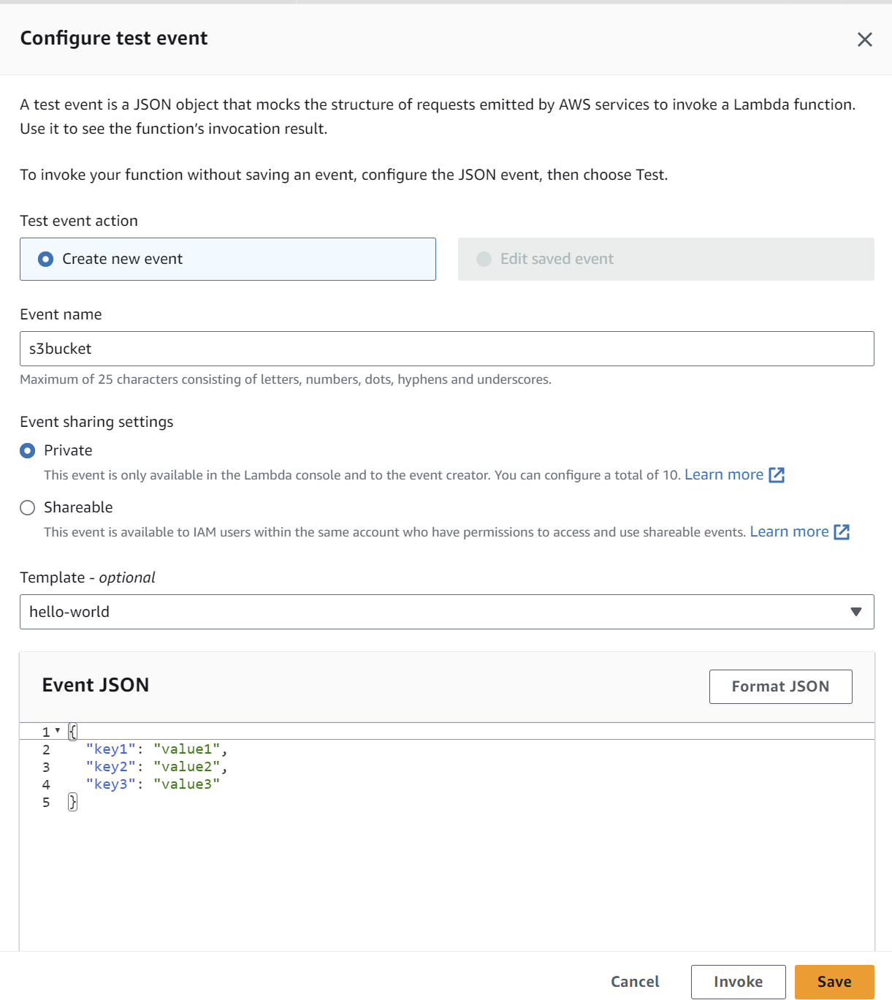 Configure test event
A test event is a JSON object that mocks the structure of requests emitted by AWS services to invoke a Lambda function.
Use it to see the function’s invocation result.
To invoke your function without saving an event, configure the JSON event, then choose Test.
Test event action
Create new event
Edit saved event
Event name
s3bucket
Maximum of 25 characters consisting of letters, numbers, dots, hyphens and underscores.
Event sharing settings
Private
This event is only available in the Lambda console and to the event creator. You can configure a total of 10. Learn more
Shareable
This event is available to IAM users within the same account who have permissions to access and use shareable events. Learn more
Template - optional
hello-world
Event JSON
Format JSON
1 {
2 "key1": "value1",
3 "key2": "value2",
4 "key3": "value3"
5 }
Cancel
Invoke
Save